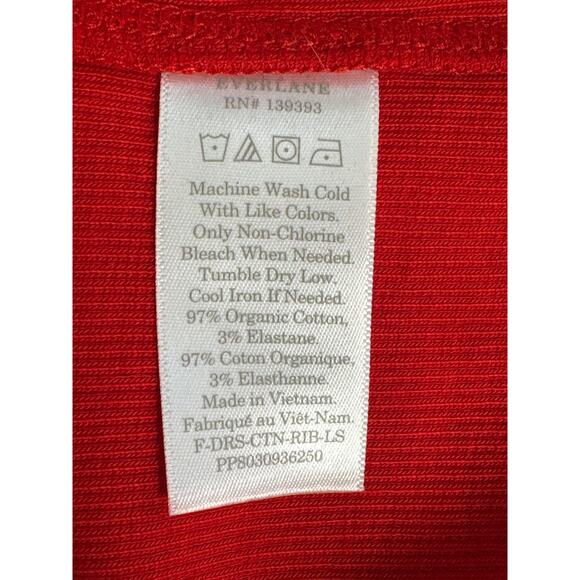 EVERLANE
RN# 139393
Machine Wash Cold
With Like Colors.
Only Non-Chlorine
Bleach When Needed.
Tumble Dry Low.
Cool Iron If Needed.
97% Organic Cotton,
3% Elastane.
97% Coton Organique,
3% Elasthanne.
Made in Vietnam.
Fabriqué au Viêt-Nam.
F-DRS-CTN-RIB-LS
PP8030936250